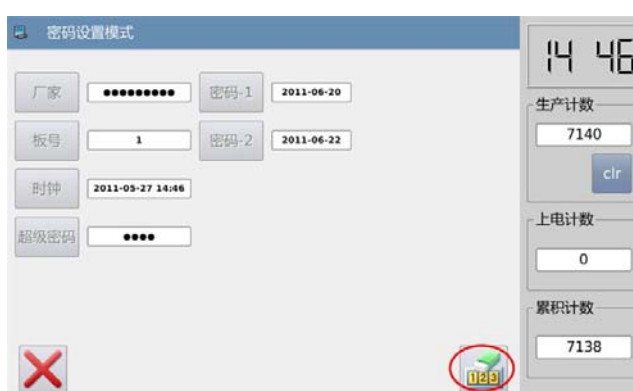 密码设置模式
14 46
厂家 ●●●●●●●●● 密码-1 2011-06-20
生产计数
板号 1 密码-2 2011-06-22
7140
clr
时钟 2011-05-27 14:46
上电计数
超级密码 ●●●●
0
累积计数
7138
123